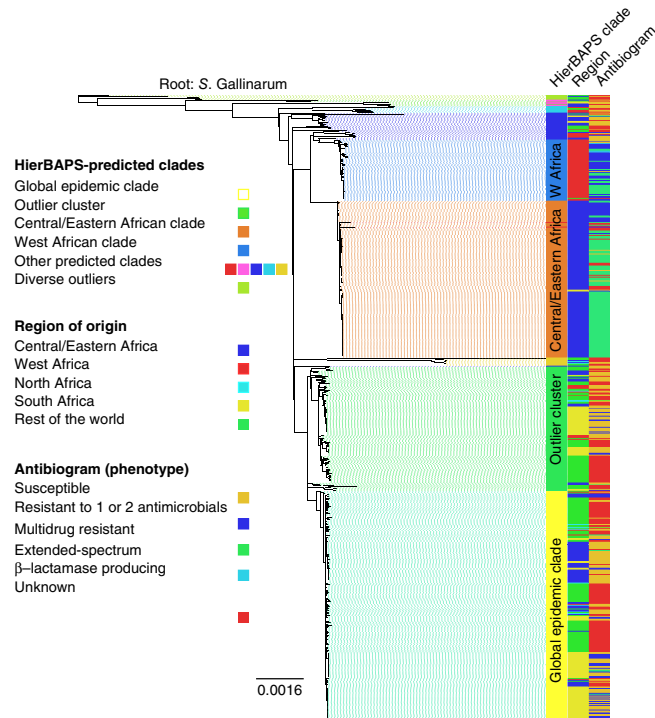 HierBAPS clade
Region
Antibiogram
Root: S. Gallinarum
HierBAPS-predicted clades
Global epidemic clade
Outlier cluster
Central/Eastern African clade
West African clade
Other predicted clades
Diverse outliers
Region of origin
Central/Eastern Africa
West Africa
North Africa
South Africa
Rest of the world
Antibiogram (phenotype)
Susceptible
Resistant to 1 or 2 antimicrobials
Multidrug resistant
Extended-spectrum
β–lactamase producing
Unknown
W Africa
Central/Eastern Africa
Outlier cluster
Global epidemic clade
0.0016